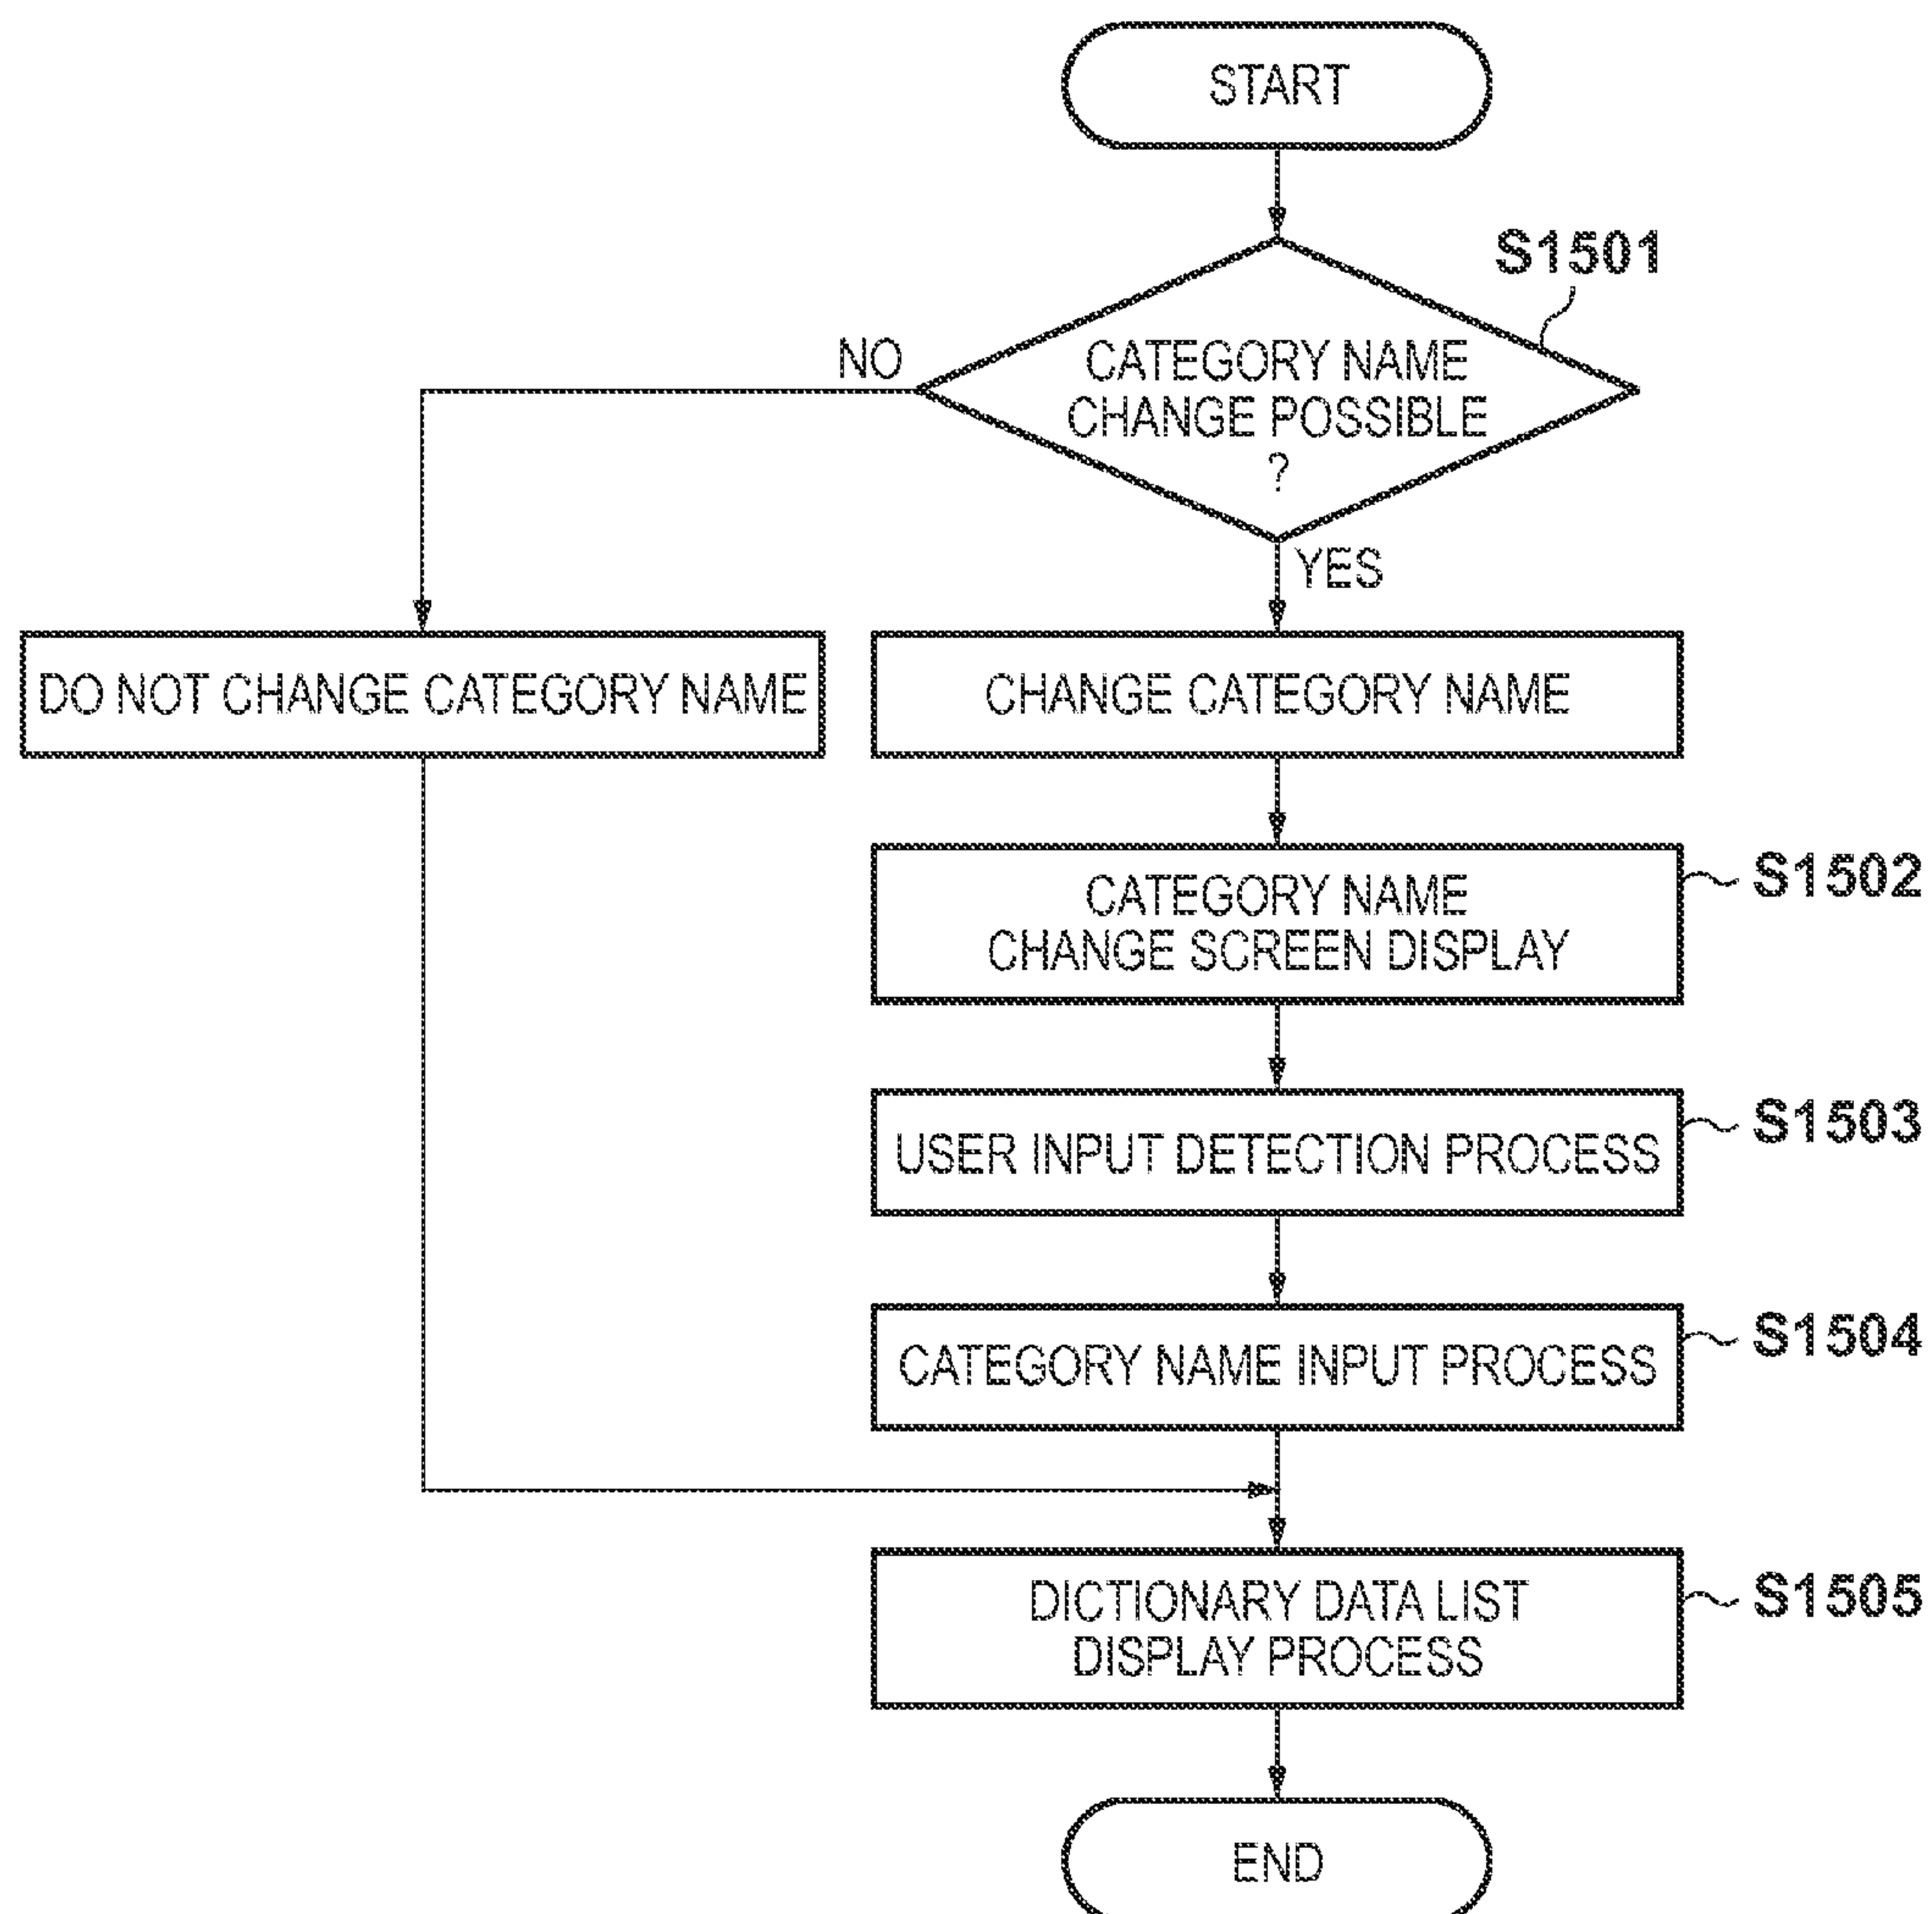 START
S1501
CATEGORY NAME
CHANGE POSSIBLE
?
NO
YES
DO NOT CHANGE CATEGORY NAME
CHANGE CATEGORY NAME
CATEGORY NAME
CHANGE SCREEN DISPLAY
S1502
USER INPUT DETECTION PROCESS
S1503
CATEGORY NAME INPUT PROCESS
S1504
DICTIONARY DATA LIST
DISPLAY PROCESS
S1505
END